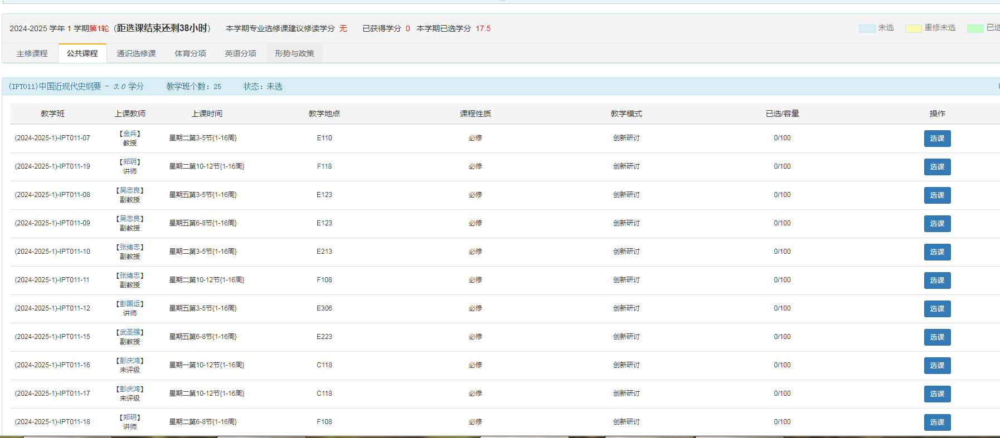 2024-2025 学年 1 学期第1轮（距选课结束还剩38小时） 本学期专业选修课建议修读学分 无 已获得学分 0 本学期已选学分 17.5 未选 重修未选 已选
主修课程 公共课程 通识选修课 体育分项 英语分项 形势与政策
(IPT011)中国近现代史纲要 - 3.0 学分 教学班个数：25 状态：未选
教学班 上课教师 上课时间 教学地点 课程性质 教学模式 已选/容量 操作
(2024-2025-1)-IPT011-07 【金兵】 教授 星期二第3-5节{1-16周} E110 必修 创新研讨 0/100 选课
(2024-2025-1)-IPT011-19 【郑玥】 讲师 星期二第10-12节{1-16周} F118 必修 创新研讨 0/100 选课
(2024-2025-1)-IPT011-08 【吴忠良】 副教授 星期五第3-5节{1-16周} E123 必修 创新研讨 0/100 选课
(2024-2025-1)-IPT011-09 【吴忠良】 副教授 星期五第6-8节{1-16周} E123 必修 创新研讨 0/100 选课
(2024-2025-1)-IPT011-10 【张绪忠】 副教授 星期二第3-5节{1-16周} E213 必修 创新研讨 0/100 选课
(2024-2025-1)-IPT011-11 【张绪忠】 副教授 星期二第10-12节{1-16周} F108 必修 创新研讨 0/100 选课
(2024-2025-1)-IPT011-12 【彭国运】 讲师 星期五第3-5节{1-16周} E306 必修 创新研讨 0/100 选课
(2024-2025-1)-IPT011-15 【武圣强】 副教授 星期五第6-8节{1-16周} E223 必修 创新研讨 0/100 选课
(2024-2025-1)-IPT011-16 【彭庆鸿】 未评级 星期一第10-12节{1-16周} C118 必修 创新研讨 0/100 选课
(2024-2025-1)-IPT011-17 【彭庆鸿】 未评级 星期二第10-12节{1-16周} C118 必修 创新研讨 0/100 选课
(2024-2025-1)-IPT011-18 【郑玥】 讲师 星期二第6-8节{1-16周} F108 必修 创新研讨 0/100 选课